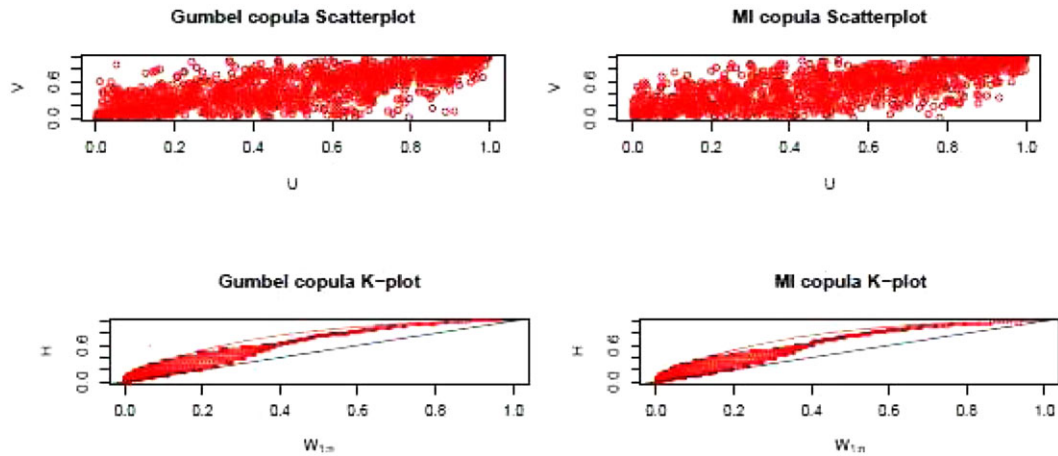 Gumbel copula Scatterplot
MI copula Scatterplot
V
0.0 0.6
0.0 0.2 0.4 0.6 0.8 1.0
U
V
0.0 0.6
0.0 0.2 0.4 0.6 0.8 1.0
U
Gumbel copula K-plot
MI copula K-plot
H
0.0 0.6
0.0 0.2 0.4 0.6 0.8 1.0
W1:n
H
0.0 0.6
0.0 0.2 0.4 0.6 0.8 1.0
W1:n